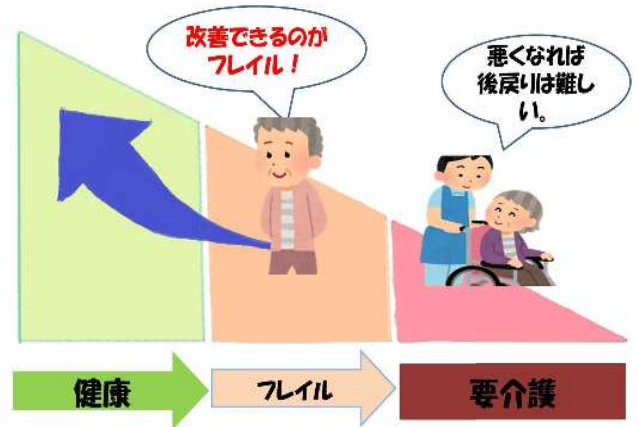 改善できるのが
フレイル！
悪くなれば
後戻りは難し
い。
健康
フレイル
要介護